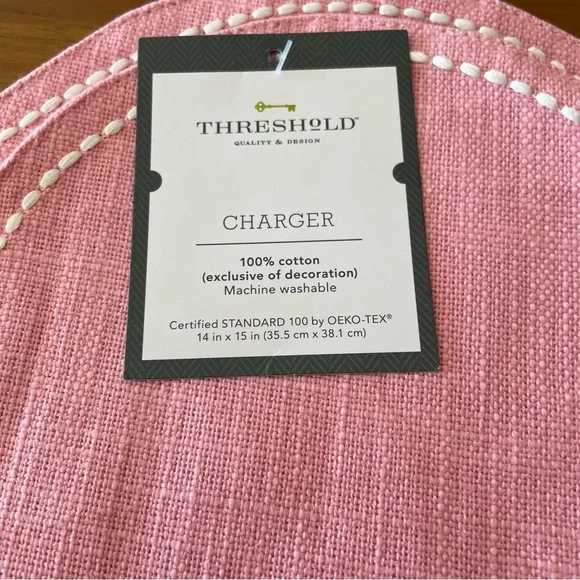 THRESHOLD
QUALITY & DESIGN
CHARGER
100% cotton
(exclusive of decoration)
Machine washable
Certified STANDARD 100 by OEKO-TEX®
14 in x 15 in (35.5 cm x 38.1 cm)